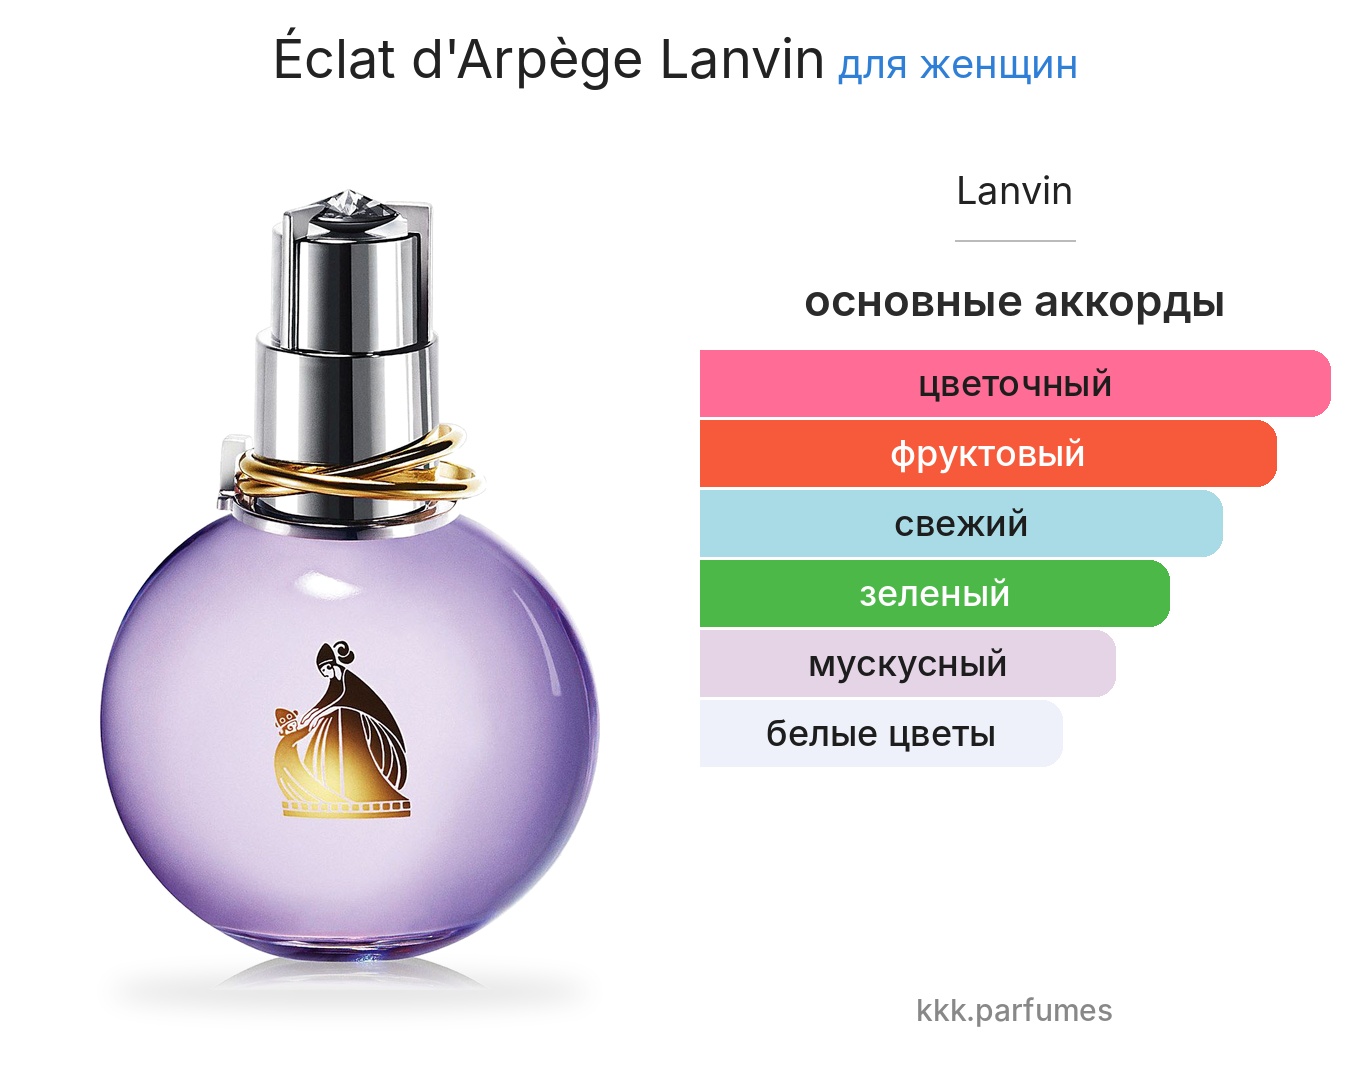 Éclat d'Arpège Lanvin для женщин
Lanvin
основные аккорды
цветочный
фруктовый
свежий
зеленый
мускусный
белые цветы
kkk.parfumes